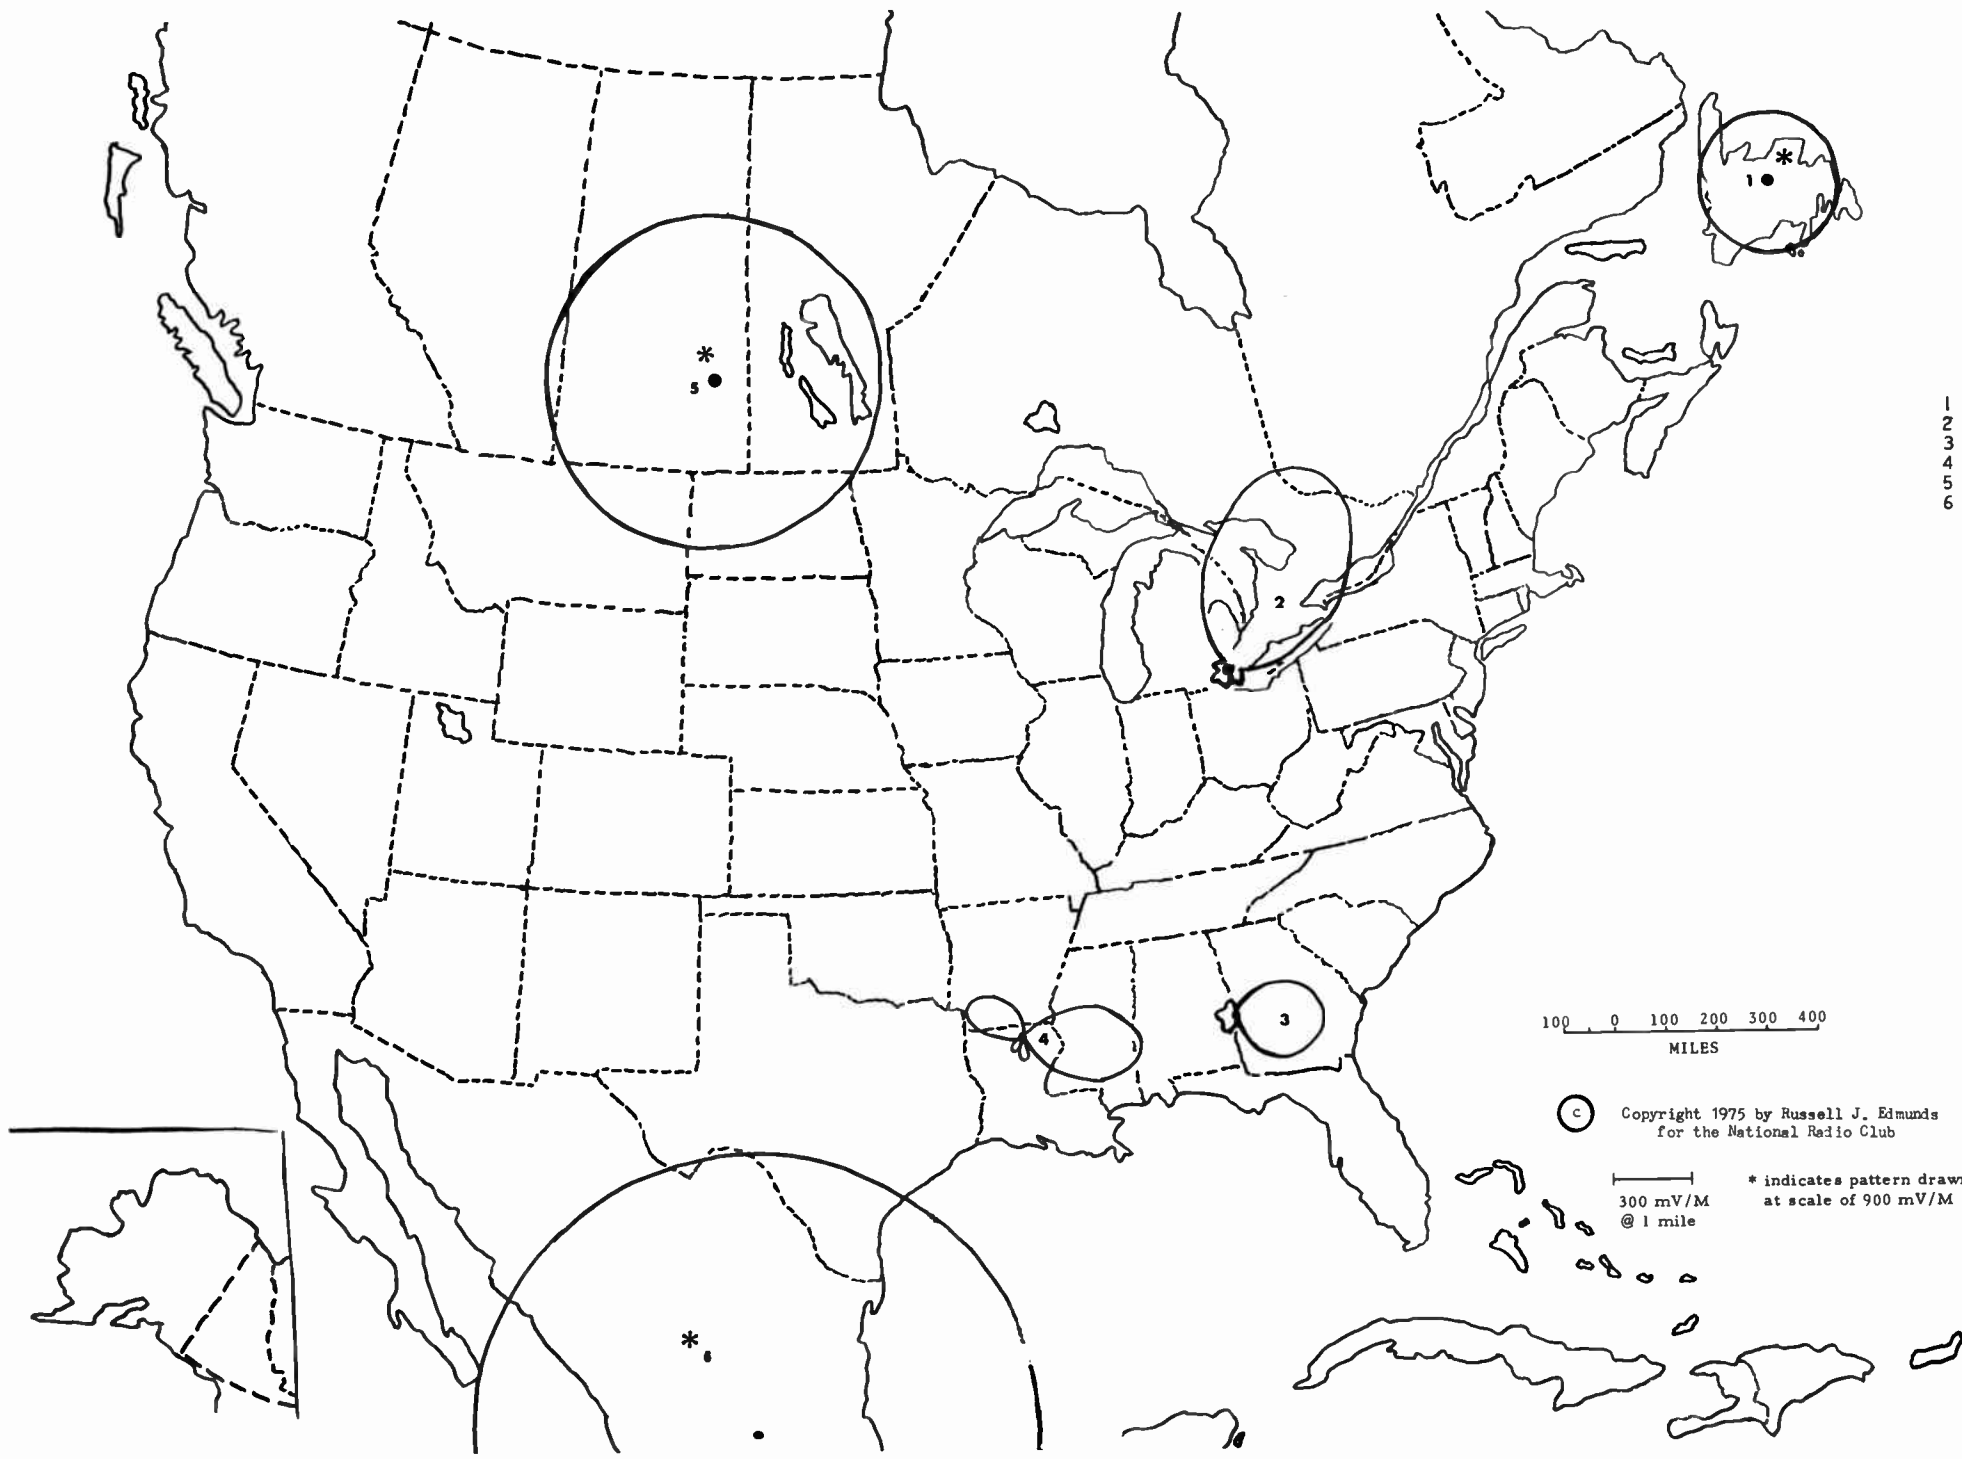 *
1
1
2
3
4
5
6
*
5
2
3
4
100 0 100 200 300 400
MILES
C Copyright 1975 by Russell J. Edmunds
for the National Radio Club
300 mV/M
@ 1 mile
* indicates pattern drawn
at scale of 900 mV/M
*
6